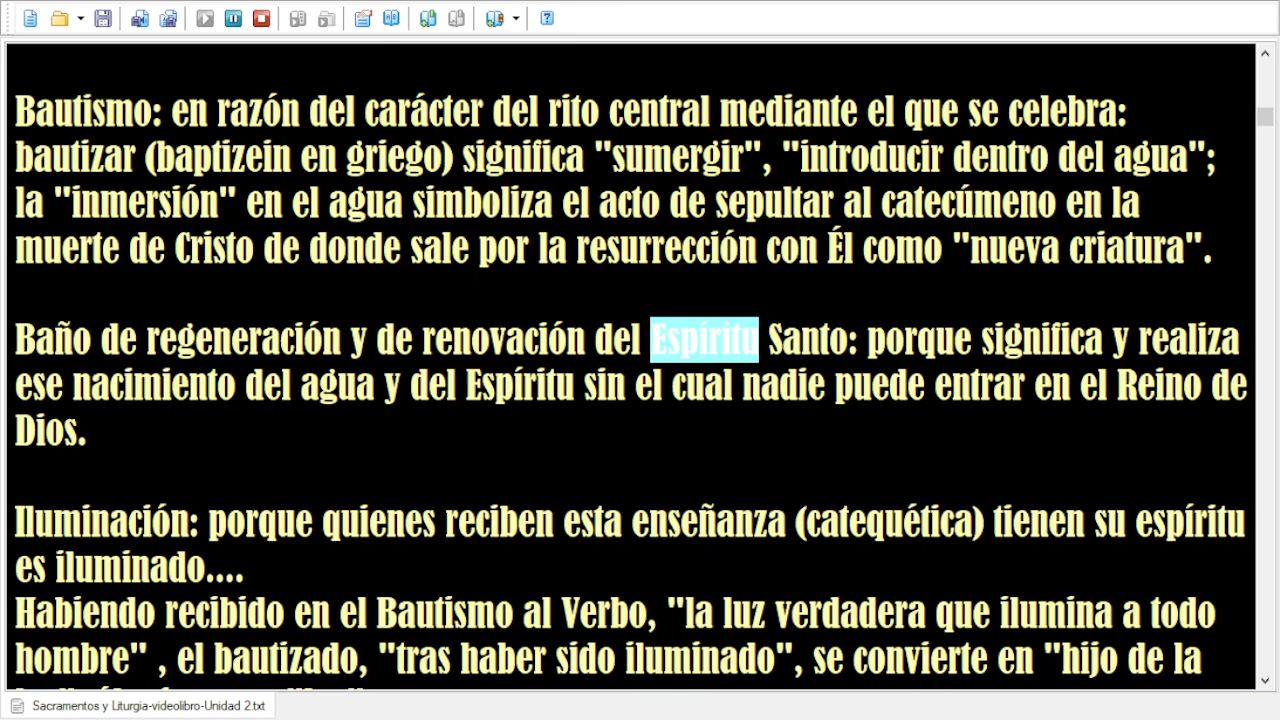 Bautismo: en razón del carácter del rito central mediante el que se celebra:
bautizar (baptizein en griego) significa "sumergir", "introducir dentro del agua";
la "inmersión" en el agua simboliza el acto de sepultar al catecúmeno en la
muerte de Cristo de donde sale por la resurrección con Él como "nueva criatura".
Baño de regeneración y de renovación del Espíritu Santo: porque significa y realiza
ese nacimiento del agua y del Espíritu sin el cual nadie puede entrar en el Reino de
Dios.
Iluminación: porque quienes reciben esta enseñanza (catequética) tienen su espíritu
es iluminado....
Habiendo recibido en el Bautismo al Verbo, "la luz verdadera que ilumina a todo
hombre" , el bautizado, "tras haber sido iluminado", se convierte en "hijo de la
Sacramentos y Liturgia-videolibro-Unidad 2.txt